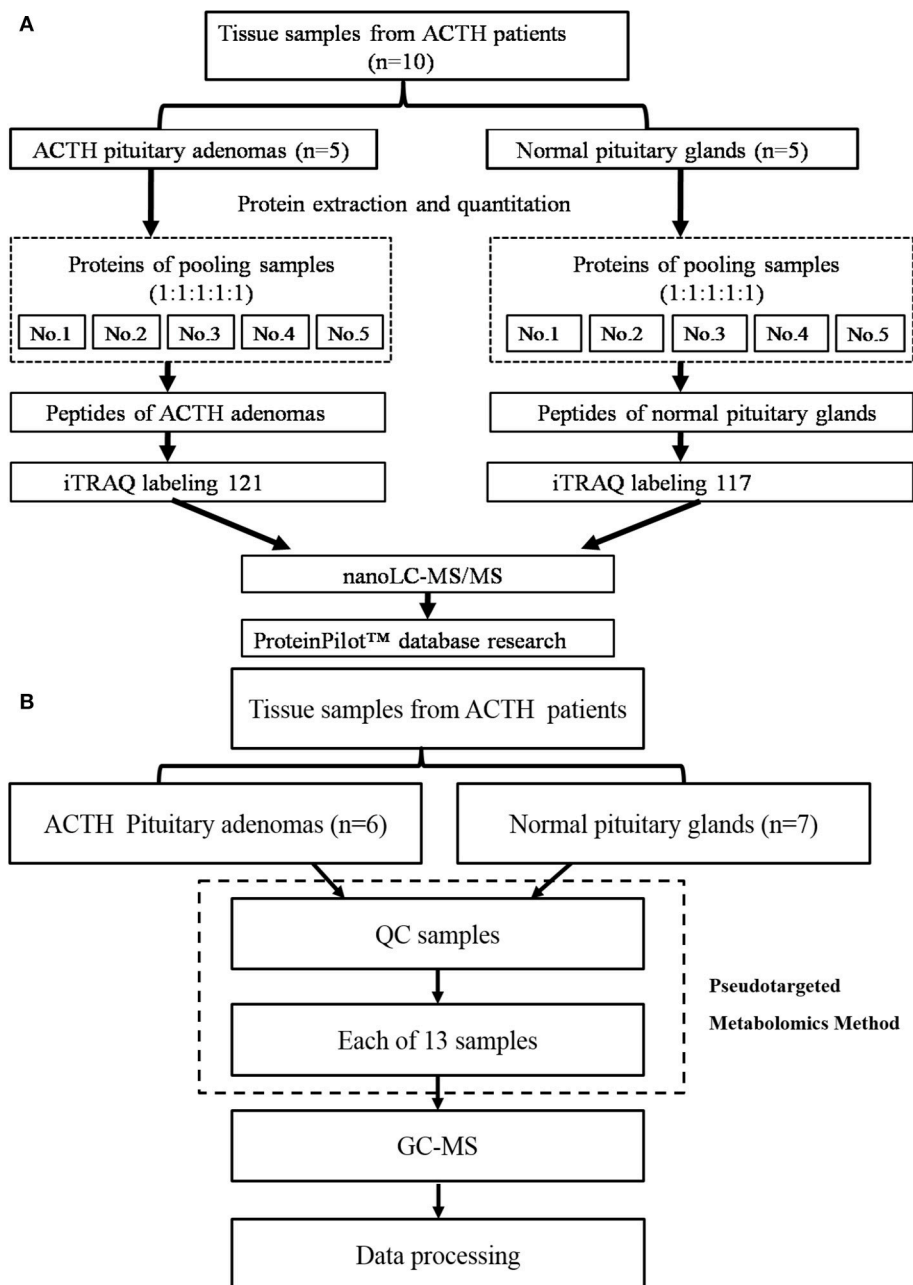 A
Tissue samples from ACTH patients
(n=10)
ACTH pituitary adenomas (n=5)
Normal pituitary glands (n=5)
Protein extraction and quantitation
Proteins of pooling samples
(1:1:1:1:1)
No.1 No.2 No.3 No.4 No.5
Proteins of pooling samples
(1:1:1:1:1)
No.1 No.2 No.3 No.4 No.5
Peptides of ACTH adenomas
Peptides of normal pituitary glands
iTRAQ labeling 121
iTRAQ labeling 117
nanoLC-MS/MS
ProteinPilot™ database research
B
Tissue samples from ACTH patients
ACTH Pituitary adenomas (n=6)
Normal pituitary glands (n=7)
QC samples
Each of 13 samples
Pseudotargeted
Metabolomics Method
GC-MS
Data processing